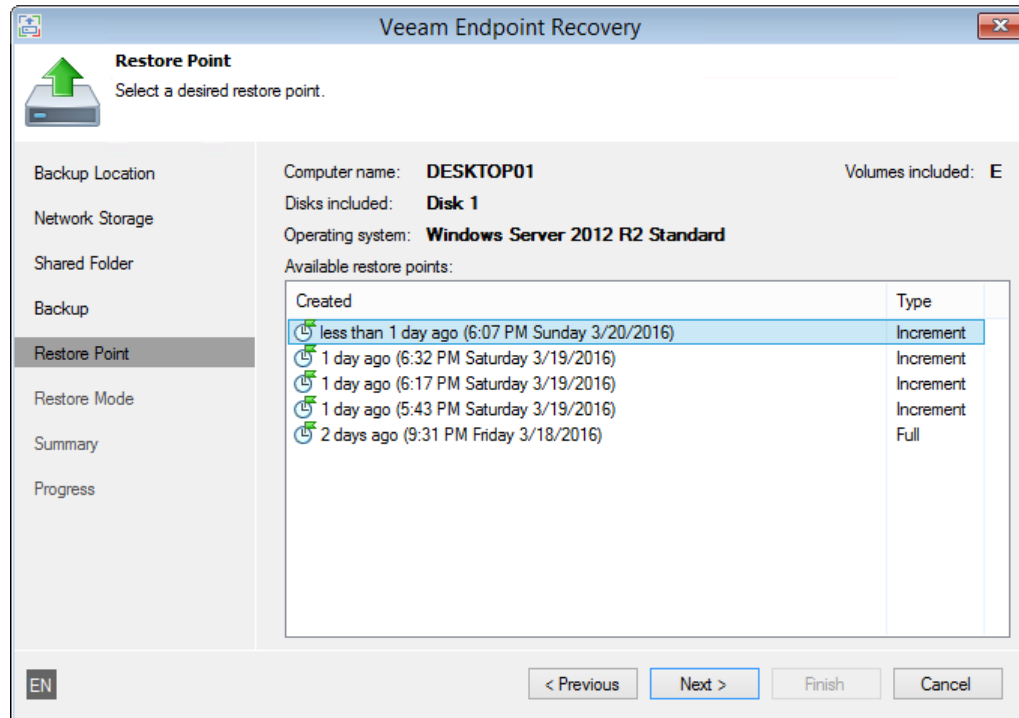 Veeam Endpoint Recovery
Restore Point
Select a desired restore point.
Backup Location
Network Storage
Shared Folder
Backup
Restore Point
Restore Mode
Summary
Progress
Computer name: DESKTOP01 Volumes included: E
Disks included: Disk 1
Operating system: Windows Server 2012 R2 Standard
Available restore points:
Created Type
less than 1 day ago (6:07 PM Sunday 3/20/2016) Increment
1 day ago (6:32 PM Saturday 3/19/2016) Increment
1 day ago (6:17 PM Saturday 3/19/2016) Increment
1 day ago (5:43 PM Saturday 3/19/2016) Increment
2 days ago (9:31 PM Friday 3/18/2016) Full
EN < Previous Next > Finish Cancel